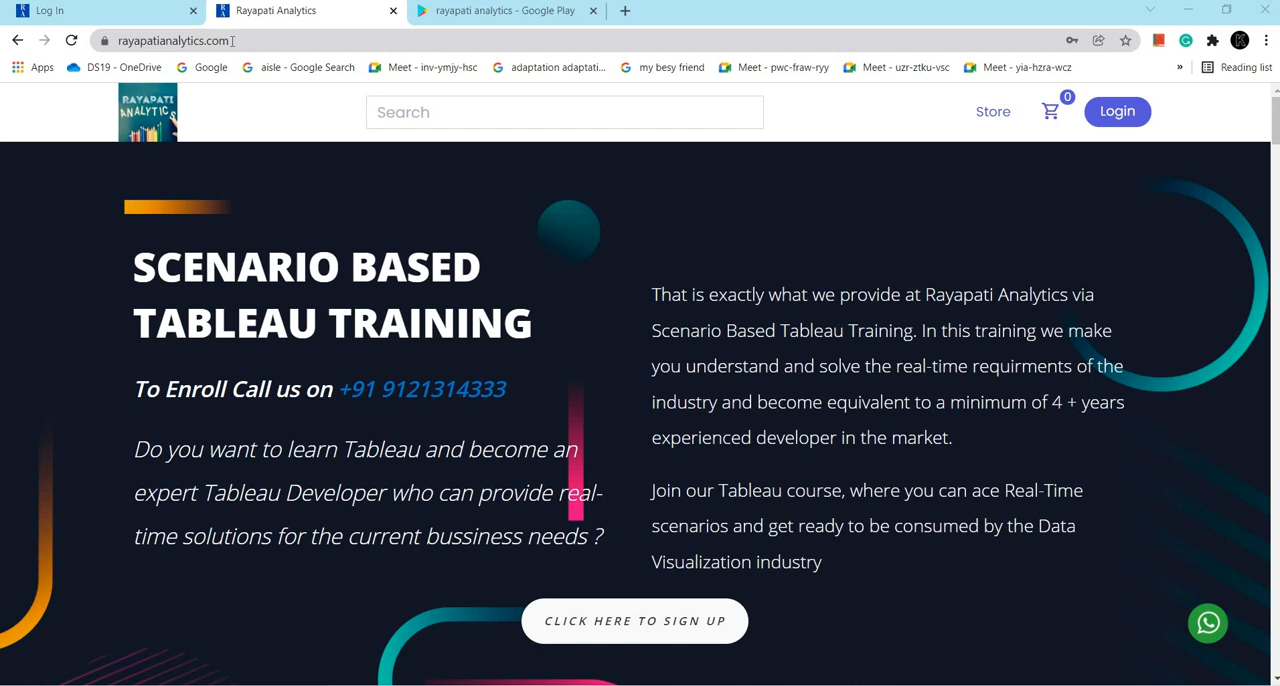 Log In
Rayapati Analytics
rayapati analytics - Google Play
rayapatianalytics.com
Apps
DS19 - OneDrive
Google
aisle - Google Search
Meet - inv-ymjy-hsc
adaptation adaptati...
my besy friend
Meet - pwc-fraw-ryy
Meet - uzr-ztku-vsc
Meet - yia-hzra-wcz
»
Reading list
RAYAPATI
ANALYTICS
Search
Store
0
Login
SCENARIO BASED
TABLEAU TRAINING
To Enroll Call us on +91 9121314333
Do you want to learn Tableau and become an
expert Tableau Developer who can provide real-
time solutions for the current bussiness needs ?
That is exactly what we provide at Rayapati Analytics via
Scenario Based Tableau Training. In this training we make
you understand and solve the real-time requirments of the
industry and become equivalent to a minimum of 4 + years
experienced developer in the market.
Join our Tableau course, where you can ace Real-Time
scenarios and get ready to be consumed by the Data
Visualization industry
CLICK HERE TO SIGN UP